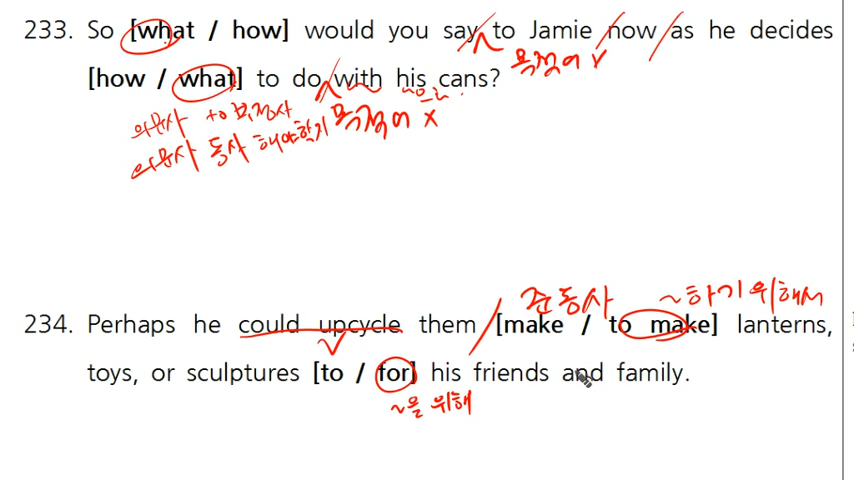 233. So [what / how] would you say to Jamie now as he decides
목적어 ✓
[how / what] to do with his cans?
의문사 to 부정사 목적어 X
의문사 동사 해야할지
준동사 ~하기 위해서
234. Perhaps he could upcycle them [make / to make] lanterns,
toys, or sculptures [to / for] his friends and family.
~을 위해